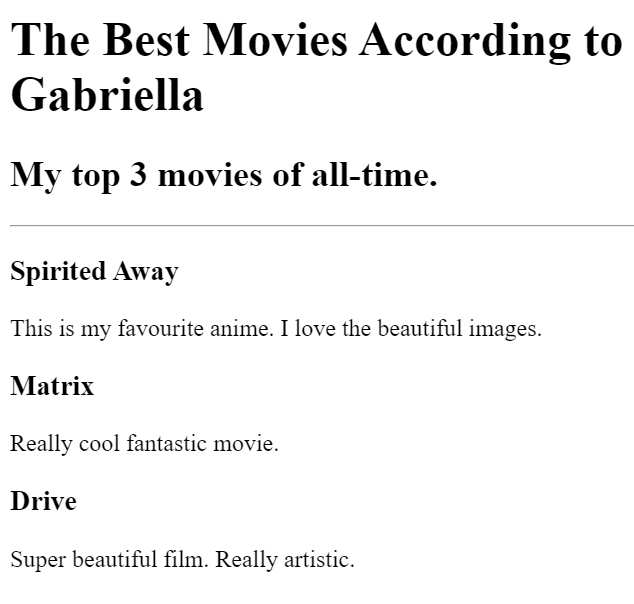 The Best Movies According to
Gabriella
My top 3 movies of all-time.
Spirited Away
This is my favourite anime. I love the beautiful images.
Matrix
Really cool fantastic movie.
Drive
Super beautiful film. Really artistic.